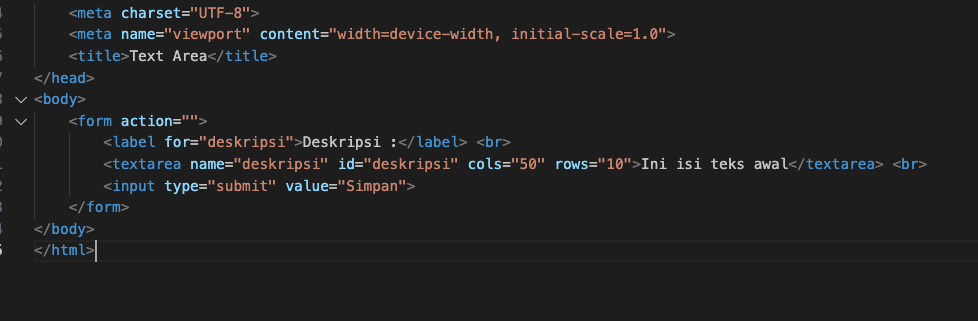 <meta charset="UTF-8">
<meta name="viewport" content="width=device-width, initial-scale=1.0">
<title>Text Area</title>
</head>
<body>
<form action="">
<label for="deskripsi">Deskripsi :</label> <br>
<textarea name="deskripsi" id="deskripsi" cols="50" rows="10">Ini isi teks awal</textarea> <br>
<input type="submit" value="Simpan">
</form>
</body>
</html>